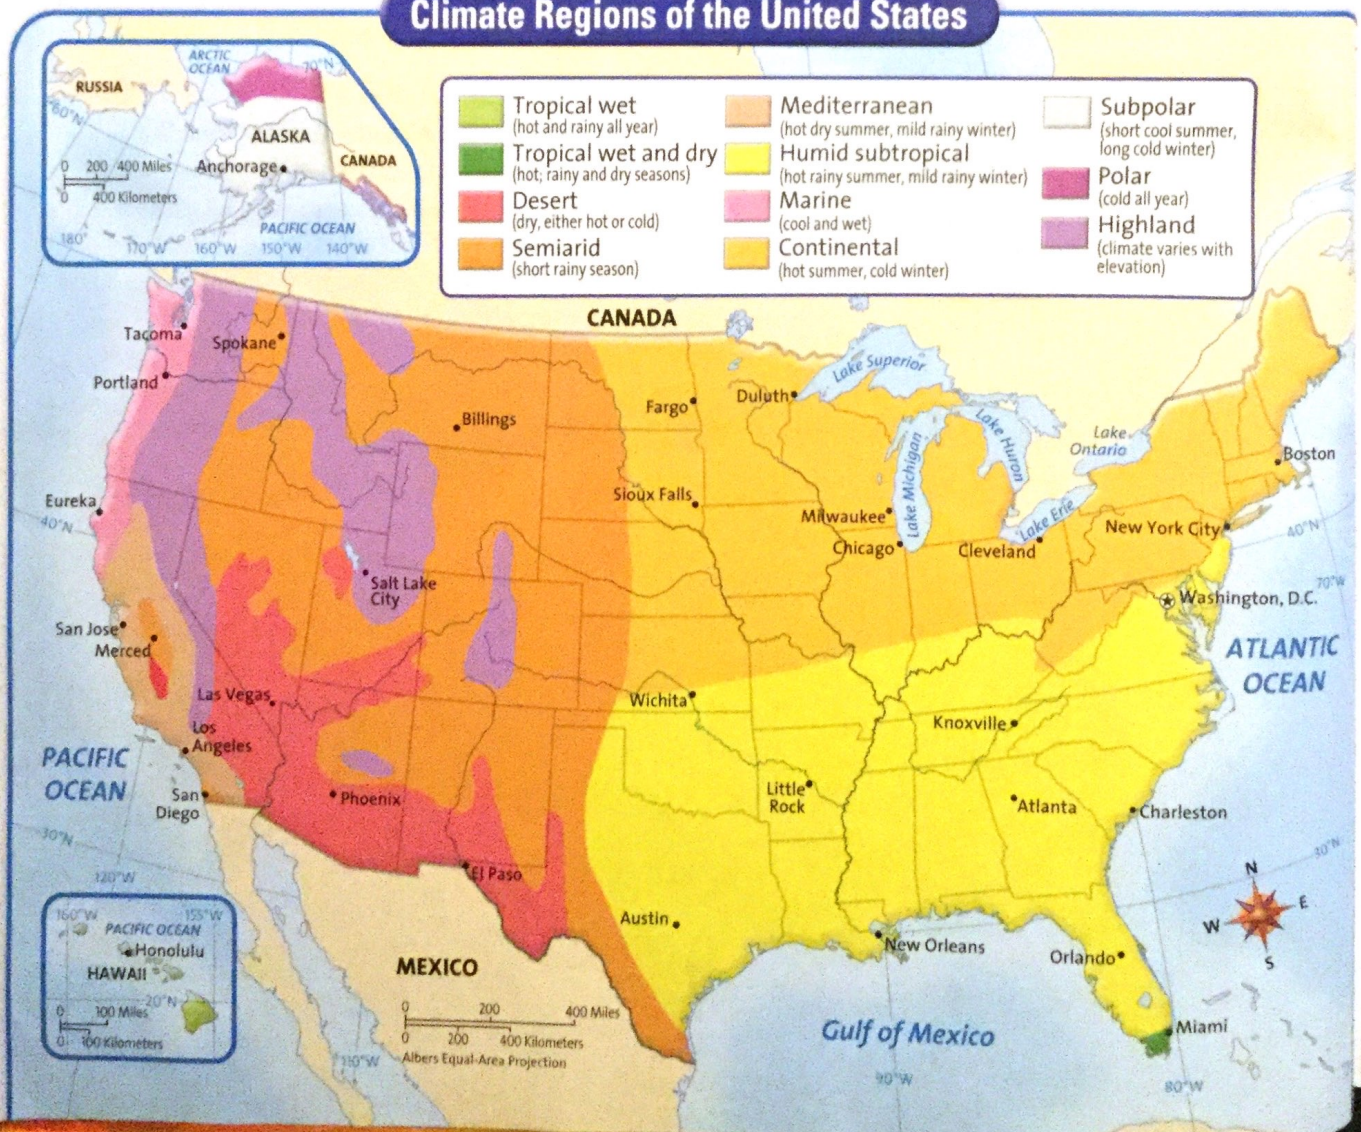 Climate Regions of the United States
ARCTIC
OCEAN
70°N
RUSSIA
60°N
ALASKA
Anchorage
CANADA
0 200 400 Miles
0 400 Kilometers
PACIFIC OCEAN
180°
170°W
160°W
150°W
140°W
Tropical wet
(hot and rainy all year)
Tropical wet and dry
(hot; rainy and dry seasons)
Desert
(dry, either hot or cold)
Semiarid
(short rainy season)
Mediterranean
(hot dry summer, mild rainy winter)
Humid subtropical
(hot rainy summer, mild rainy winter)
Marine
(cool and wet)
Continental
(hot summer, cold winter)
Subpolar
(short cool summer,
long cold winter)
Polar
(cold all year)
Highland
(climate varies with
elevation)
CANADA
Tacoma
Spokane
Portland
Billings
Fargo
Duluth
Lake Superior
Lake Michigan
Lake Huron
Lake
Ontario
Lake Erie
Boston
Eureka
40°N
Sioux Falls
Milwaukee
Chicago
Cleveland
New York City
40°N
70°W
Salt Lake
City
Washington, D.C.
San Jose
Merced
ATLANTIC
OCEAN
Las Vegas
Wichita
Knoxville
Los
Angeles
PACIFIC
OCEAN
San
Diego
Phoenix
Little
Rock
Atlanta
Charleston
30°N
30°N
120°W
El Paso
Austin
New Orleans
Orlando
N
E
S
W
160°W
155°W
PACIFIC OCEAN
Honolulu
HAWAII
20°N
0 100 Miles
0 100 Kilometers
MEXICO
0 200 400 Miles
0 200 400 Kilometers
Albers Equal-Area Projection
Gulf of Mexico
Miami
110°W
90°W
80°W